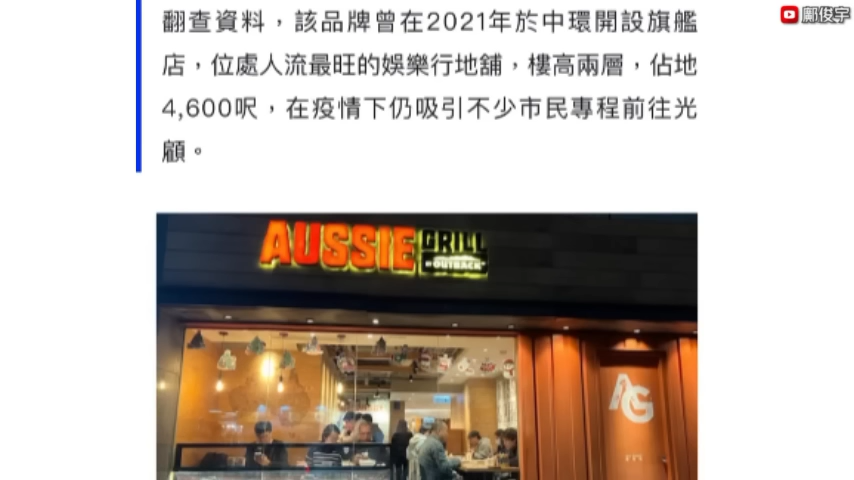 鄺俊宇
翻查資料，該品牌曾在2021年於中環開設旗艦
店，位處人流最旺的娛樂行地舖，樓高兩層，佔地
4,600呎，在疫情下仍吸引不少市民專程前往光
顧。
AUSSIE GRILL
BY OUTBACK
AG